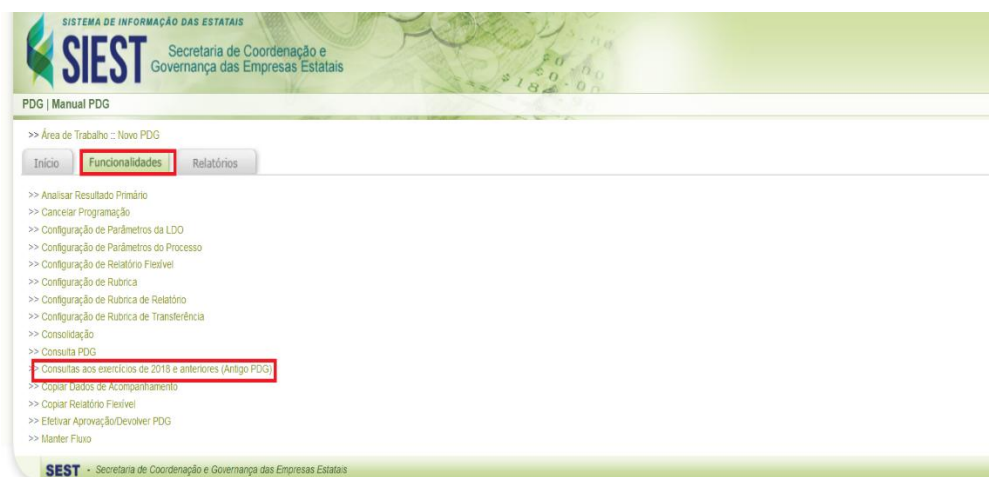 SISTEMA DE INFORMAÇÃO DAS ESTATAIS
SIEST Secretaria de Coordenação e Governança das Empresas Estatais
PDG | Manual PDG
>> Área de Trabalho :: Novo PDG
Início Funcionalidades Relatórios
>> Analisar Resultado Primário
>> Cancelar Programação
>> Configuração de Parâmetros da LDO
>> Configuração de Parâmetros do Processo
>> Configuração de Relatório Flexível
>> Configuração de Rubrica
>> Configuração de Rubrica de Relatório
>> Configuração de Rubrica de Transferência
>> Consolidação
>> Consulta PDG
>> Consultas aos exercícios de 2018 e anteriores (Antigo PDG)
>> Copiar Dados de Acompanhamento
>> Copiar Relatório Flexível
>> Efetivar Aprovação/Devolver PDG
>> Manter Fluxo
SEST - Secretaria de Coordenação e Governança das Empresas Estatais